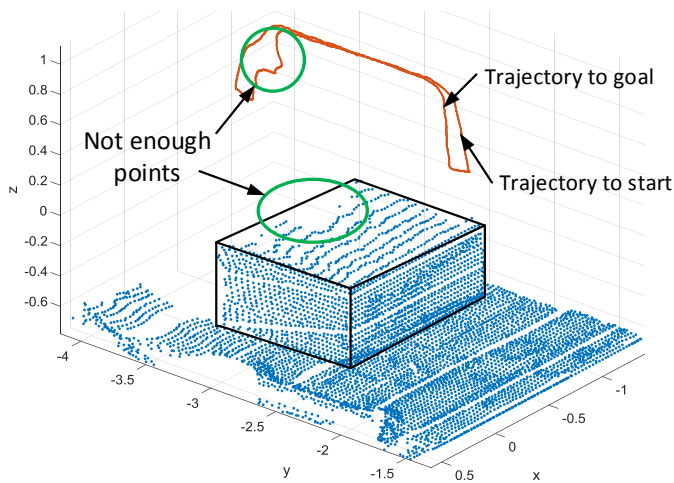 1
0.8
0.6
0.4
0.2
0
-0.2
-0.4
-0.6
z
Trajectory to goal
Not enough
points
Trajectory to start
-4
-3.5
-3
-2.5
-2
-1.5
y
-1
-0.5
0
0.5
x